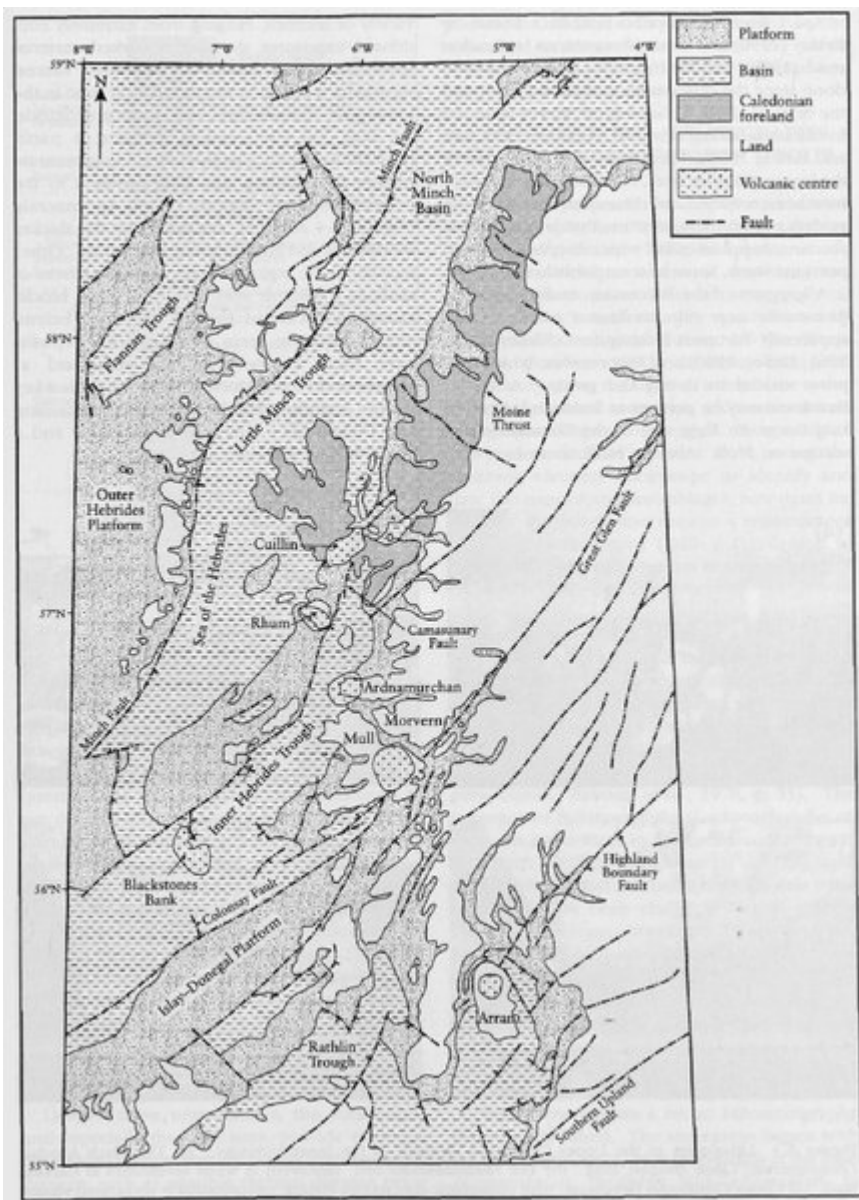 8°W
7°W
6°W
5°W
4°W
59°N
N
Platform
Basin
Caledonian
foreland
Land
Volcanic centre
Fault
Minch Fault
North
Minch
Basin
Flannan Trough
58°N
Little Minch Trough
Moine
Thrust
Outer
Hebrides
Platform
Sea of the Hebrides
Cuillin
Great Glen Fault
57°N
Rhum
Camasunary
Fault
Ardnamurchan
Minch Fault
Morvern
Mull
Inner Hebrides Trough
Highland
Boundary
Fault
56°N
Blackstones
Bank
Colonsay Fault
Islay-Donegal Platform
Arran
Rathlin
Trough
Southern Upland
Fault
55°N